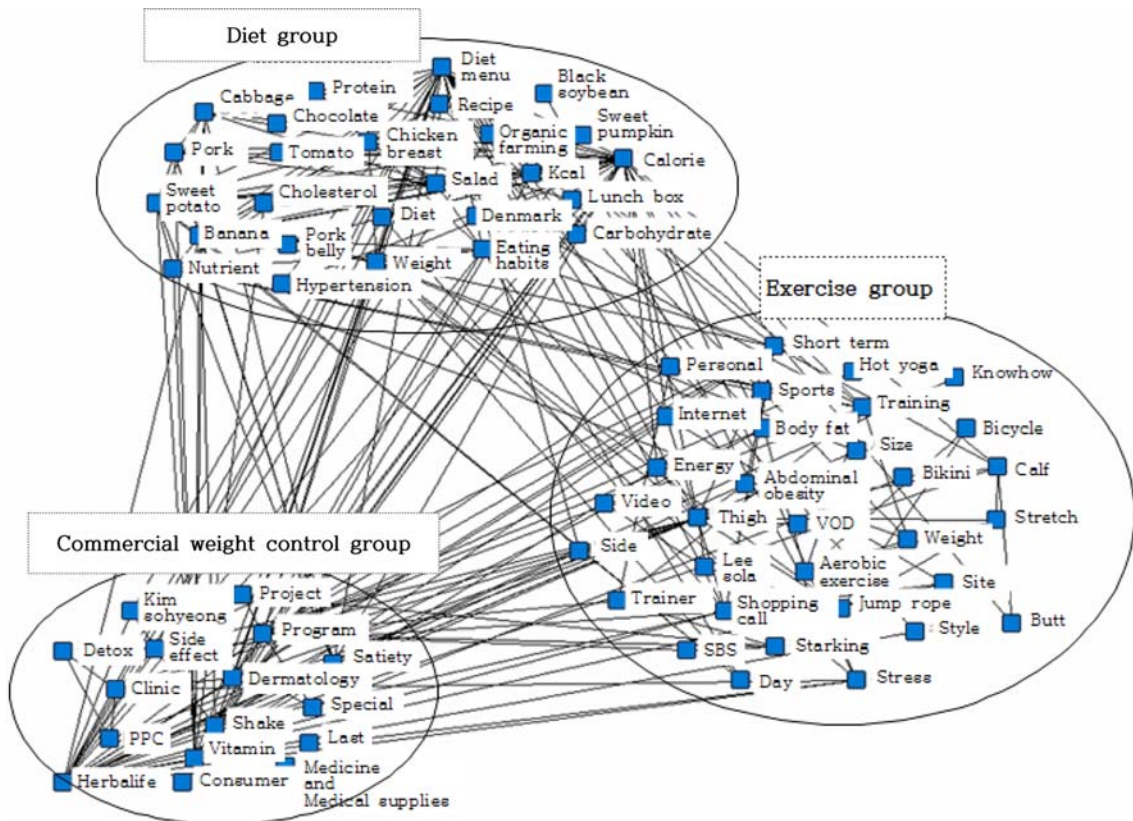 Diet group
Diet
menu
Black
soybean
Protein
Cabbage
Recipe
Chocolate
Sweet
pumpkin
Organic
farming
Chicken
breast
Pork
Tomato
Calorie
Kcal
Salad
Sweet
potato
Cholesterol
Lunch box
Diet
Denmark
Banana
Pork
belly
Carbohydrate
Eating
habits
Nutrient
Weight
Hypertension
Exercise group
Short term
Personal
Hot yoga
Knowhow
Sports
Training
Internet
Body fat
Bicycle
Size
Energy
Abdominal
obesity
Bikini
Calf
Video
Thigh
VOD
Stretch
Side
Weight
Lee
sola
Aerobic
exercise
Site
Trainer
Shopping
call
Jump rope
Butt
Style
SBS
Starking
Day
Stress
Commercial weight control group
Kim
sohyeong
Project
Side
effect
Program
Detox
Satiety
Clinic
Dermatology
Special
Shake
PPC
Last
Vitamin
Herbalife
Consumer
Medicine
and
Medical supplies